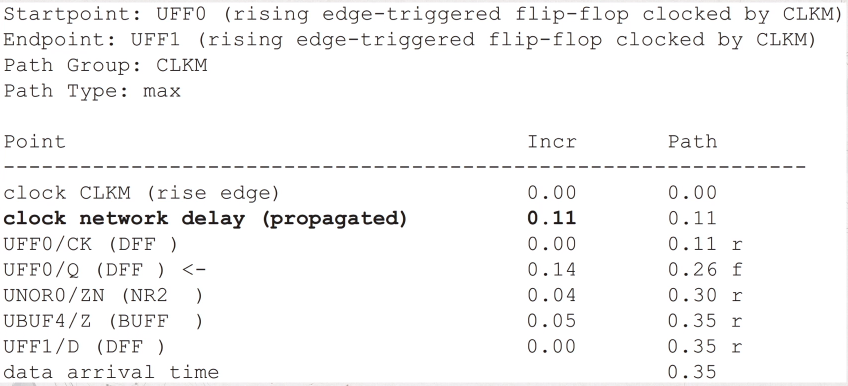 Startpoint: UFF0 (rising edge-triggered flip-flop clocked by CLKM)
Endpoint: UFF1 (rising edge-triggered flip-flop clocked by CLKM)
Path Group: CLKM
Path Type: max
Point Incr Path
---------------------------------------------------------------
clock CLKM (rise edge) 0.00 0.00
clock network delay (propagated) 0.11 0.11
UFF0/CK (DFF ) 0.00 0.11 r
UFF0/Q (DFF ) <- 0.14 0.26 f
UNOR0/ZN (NR2 ) 0.04 0.30 r
UBUF4/Z (BUFF ) 0.05 0.35 r
UFF1/D (DFF ) 0.00 0.35 r
data arrival time 0.35